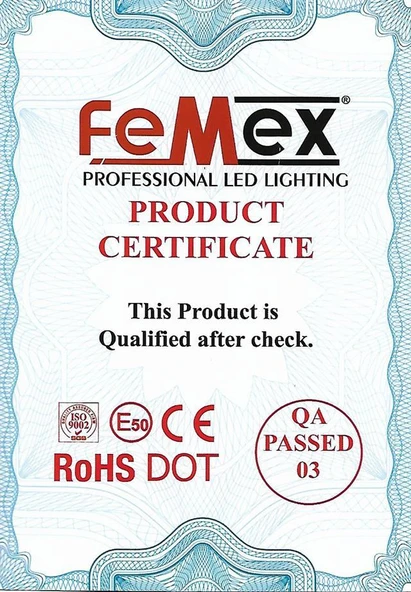 FeMex®
PROFESSIONAL LED LIGHTING
PRODUCT
CERTIFICATE
This Product is
Qualified after check.
ISO
9002
SGS
E50
CE
RoHS DOT
QA
PASSED
03